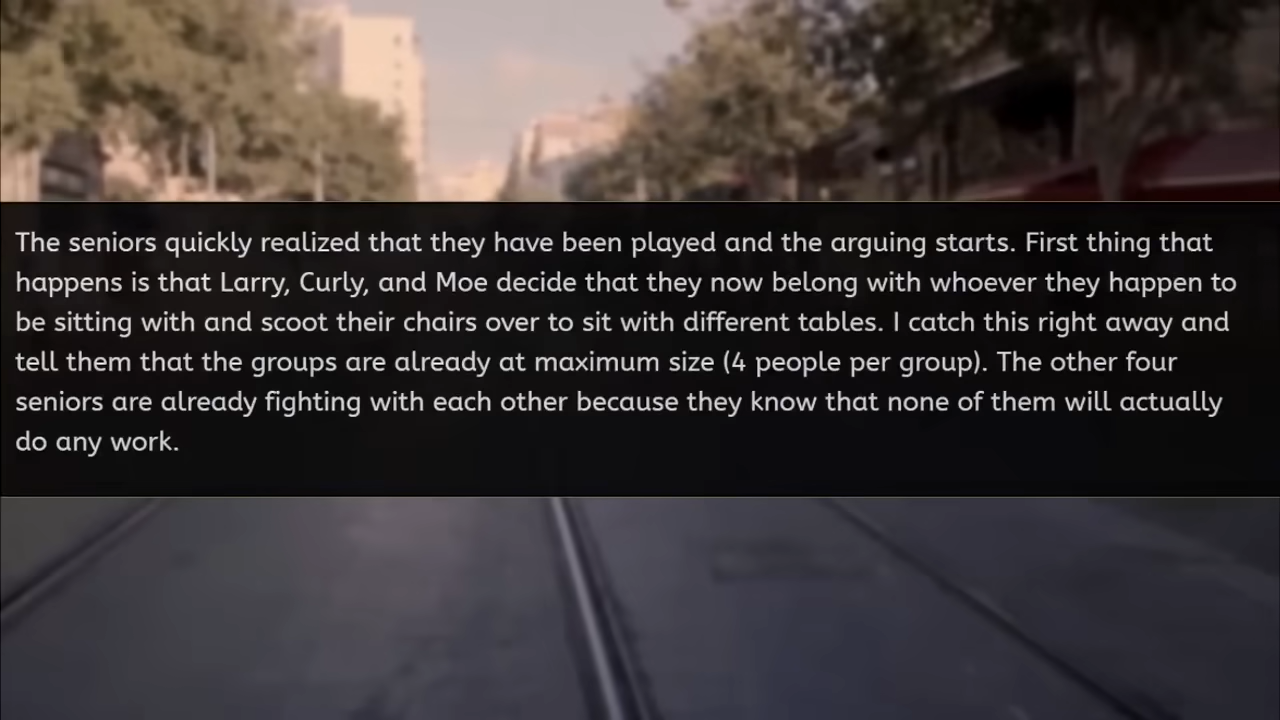 The seniors quickly realized that they have been played and the arguing starts. First thing that
happens is that Larry, Curly, and Moe decide that they now belong with whoever they happen to
be sitting with and scoot their chairs over to sit with different tables. I catch this right away and
tell them that the groups are already at maximum size (4 people per group). The other four
seniors are already fighting with each other because they know that none of them will actually
do any work.